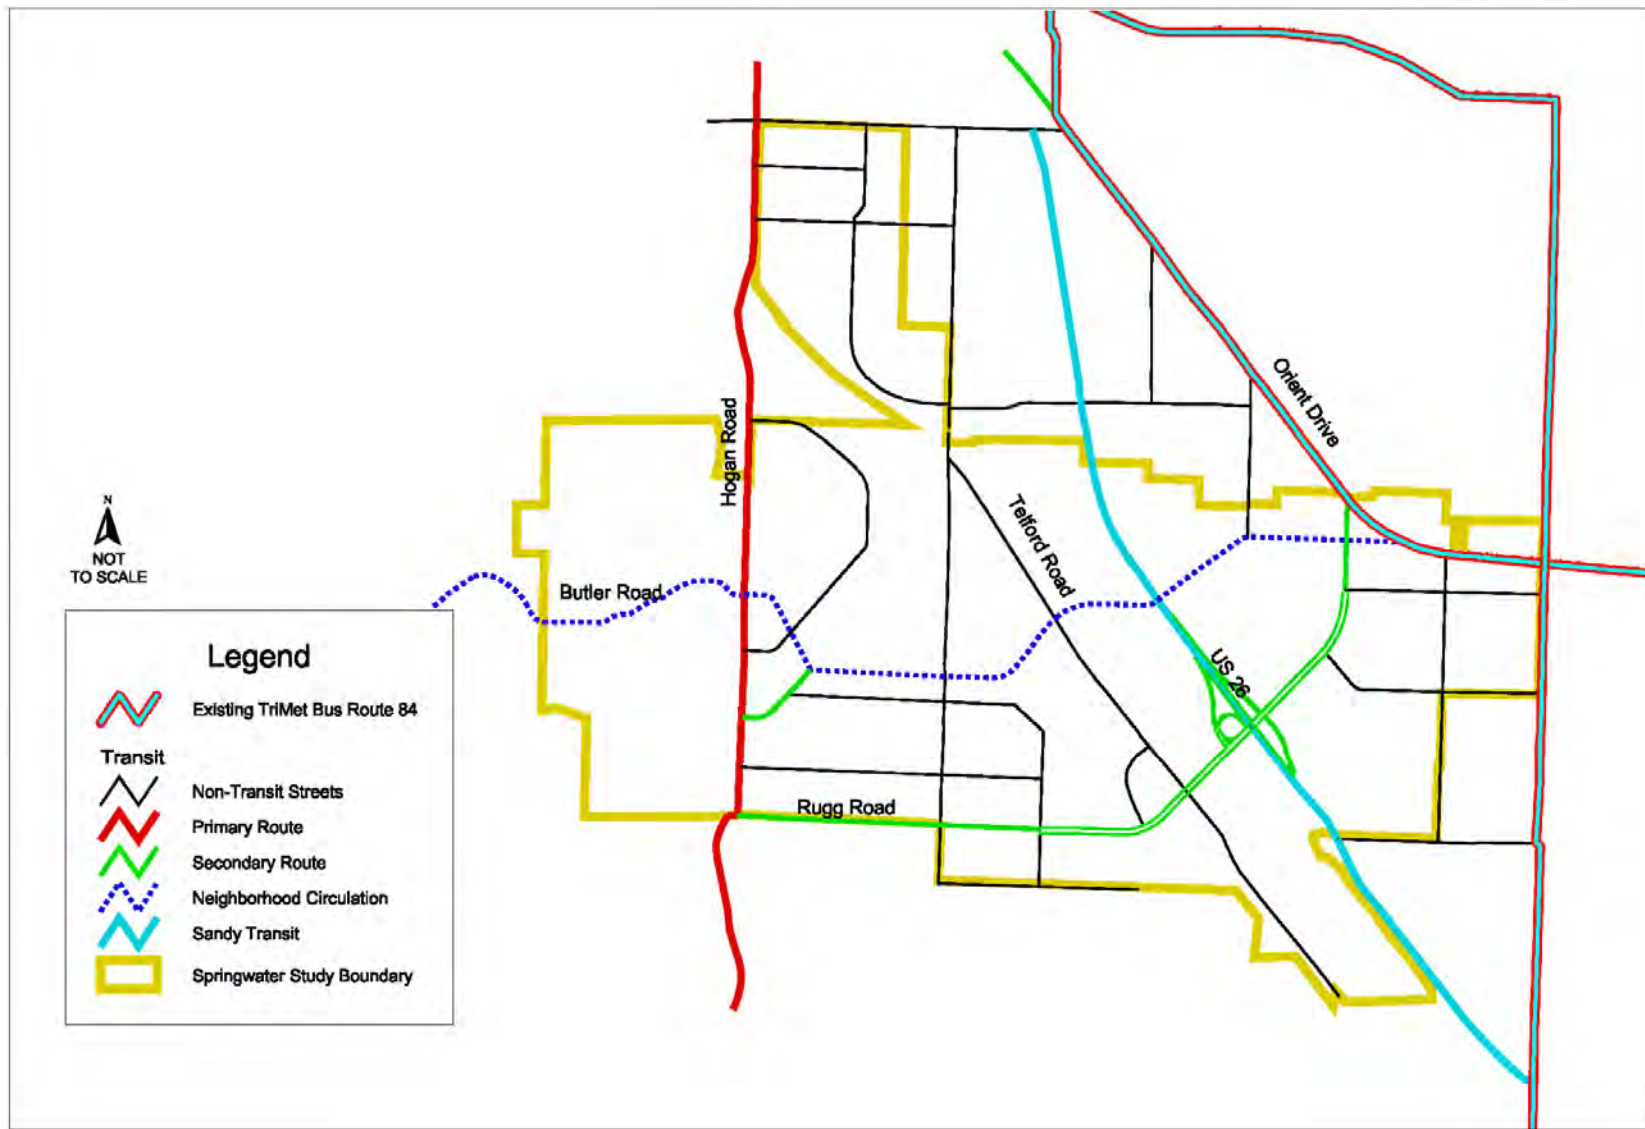 Orient Drive
Hogan Road
Telford Road
N
NOT
TO SCALE
Butler Road
US 26
Rugg Road
Legend
Existing TriMet Bus Route 84
Transit
Non-Transit Streets
Primary Route
Secondary Route
Neighborhood Circulation
Sandy Transit
Springwater Study Boundary